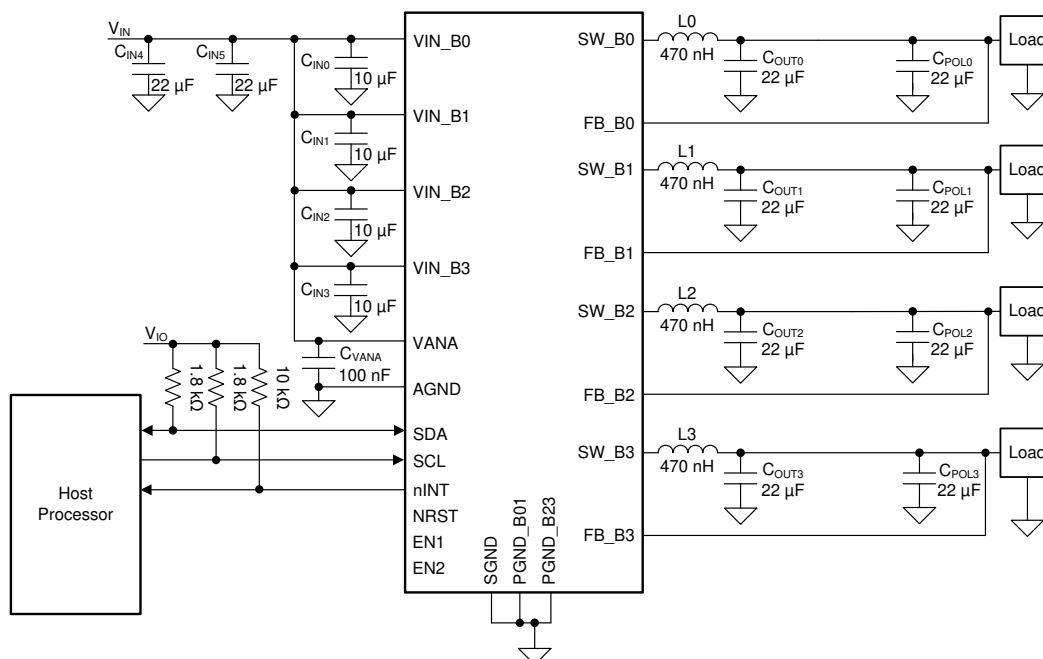 VIN
CIN4
22 µF
CIN5
22 µF
CIN0
10 µF
CIN1
10 µF
CIN2
10 µF
CIN3
10 µF
CVANA
100 nF
VIO
1.8 kΩ
1.8 kΩ
10 kΩ
Host
Processor
VIN_B0
VIN_B1
VIN_B2
VIN_B3
VANA
AGND
SDA
SCL
nINT
NRST
EN1
EN2
SGND
PGND_B01
PGND_B23
SW_B0
FB_B0
SW_B1
FB_B1
SW_B2
FB_B2
SW_B3
FB_B3
L0
470 nH
COUT0
22 µF
CPOL0
22 µF
Load
L1
470 nH
COUT1
22 µF
CPOL1
22 µF
Load
L2
470 nH
COUT2
22 µF
CPOL2
22 µF
Load
L3
470 nH
COUT3
22 µF
CPOL3
22 µF
Load